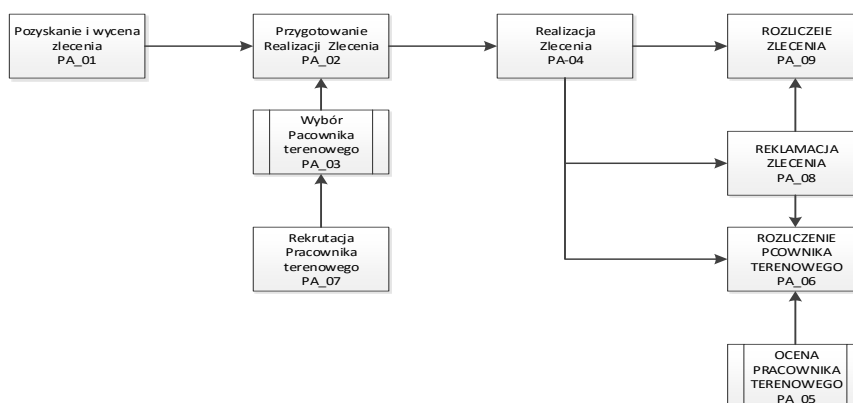 Pozyskanie i wycena
zlecenia
PA_01
Przygotowanie
Realizacji Zlecenia
PA_02
Realizacja
Zlecenia
PA-04
ROZLICZEIE
ZLECENIA
PA_09
Wybór
Pacownika
terenowego
PA_03
REKLAMACJA
ZLECENIA
PA_08
Rekrutacja
Pracownika
terenowego
PA_07
ROZLICZENIE
PCOWNIKA
TERENOWEGO
PA_06
OCENA
PRACOWNIKA
TERENOWEGO
PA_05